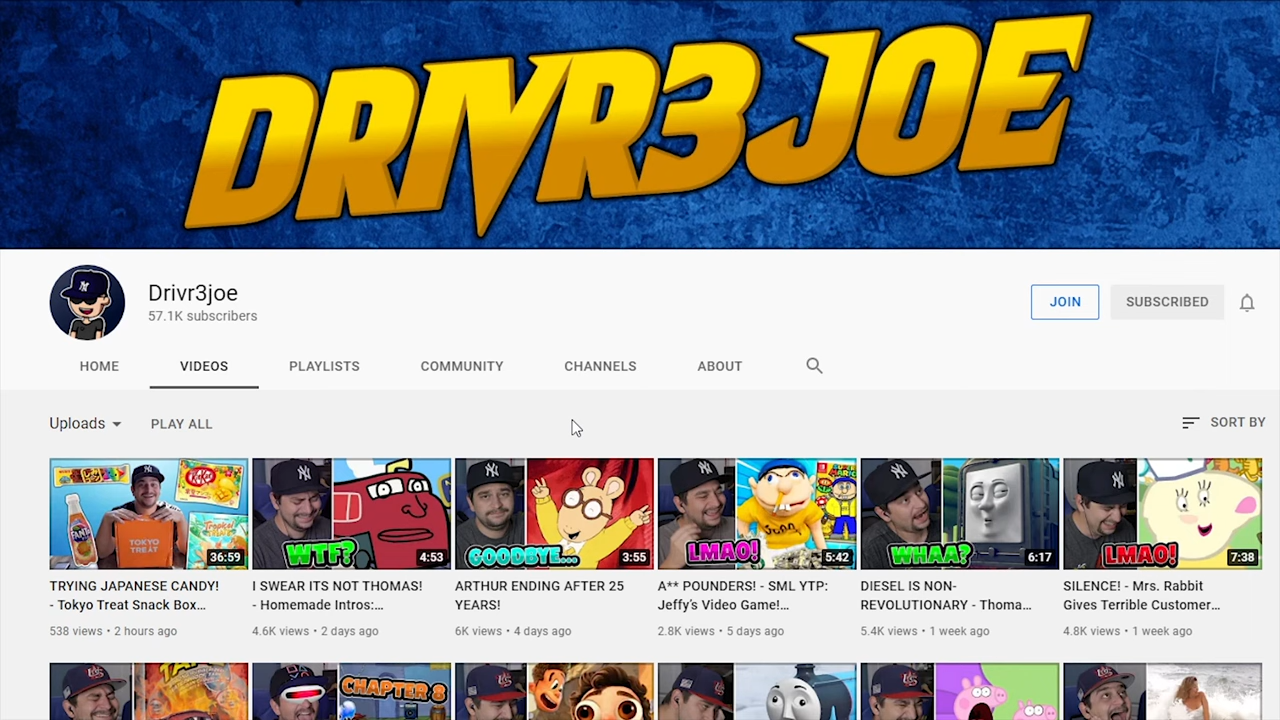 DRIVR3JOE
Drivr3joe
57.1K subscribers
JOIN
SUBSCRIBED
HOME
VIDEOS
PLAYLISTS
COMMUNITY
CHANNELS
ABOUT
Uploads
PLAY ALL
SORT BY
KitKat
FANTA
TOKYO
TREAT
36:59
WTF?
4:53
GOODBYE...
3:55
LMAO!
5:42
WHAA?
6:17
LMAO!
7:38
TRYING JAPANESE CANDY!
- Tokyo Treat Snack Box…
538 views • 2 hours ago
I SWEAR ITS NOT THOMAS!
- Homemade Intros:…
4.6K views • 2 days ago
ARTHUR ENDING AFTER 25
YEARS!
6K views • 4 days ago
A** POUNDERS! - SML YTP:
Jeffy’s Video Game!…
2.8K views • 5 days ago
DIESEL IS NON-
REVOLUTIONARY - Thoma…
5.4K views • 1 week ago
SILENCE! - Mrs. Rabbit
Gives Terrible Customer…
4.8K views • 1 week ago
CHAPTER 8